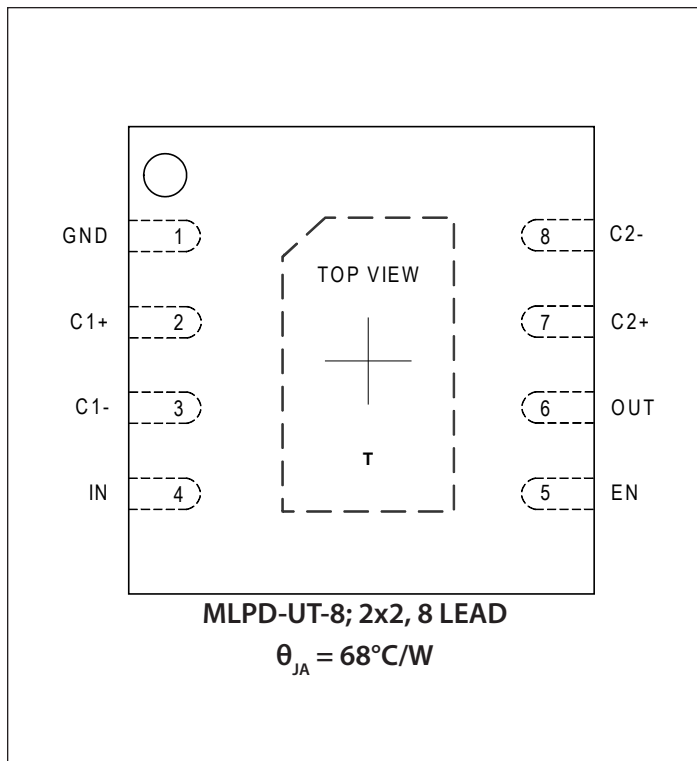 GND 1
C1+ 2
C1- 3
IN 4
TOP VIEW
T
8 C2-
7 C2+
6 OUT
5 EN
MLPD-UT-8; 2x2, 8 LEAD
θJA = 68°C/W